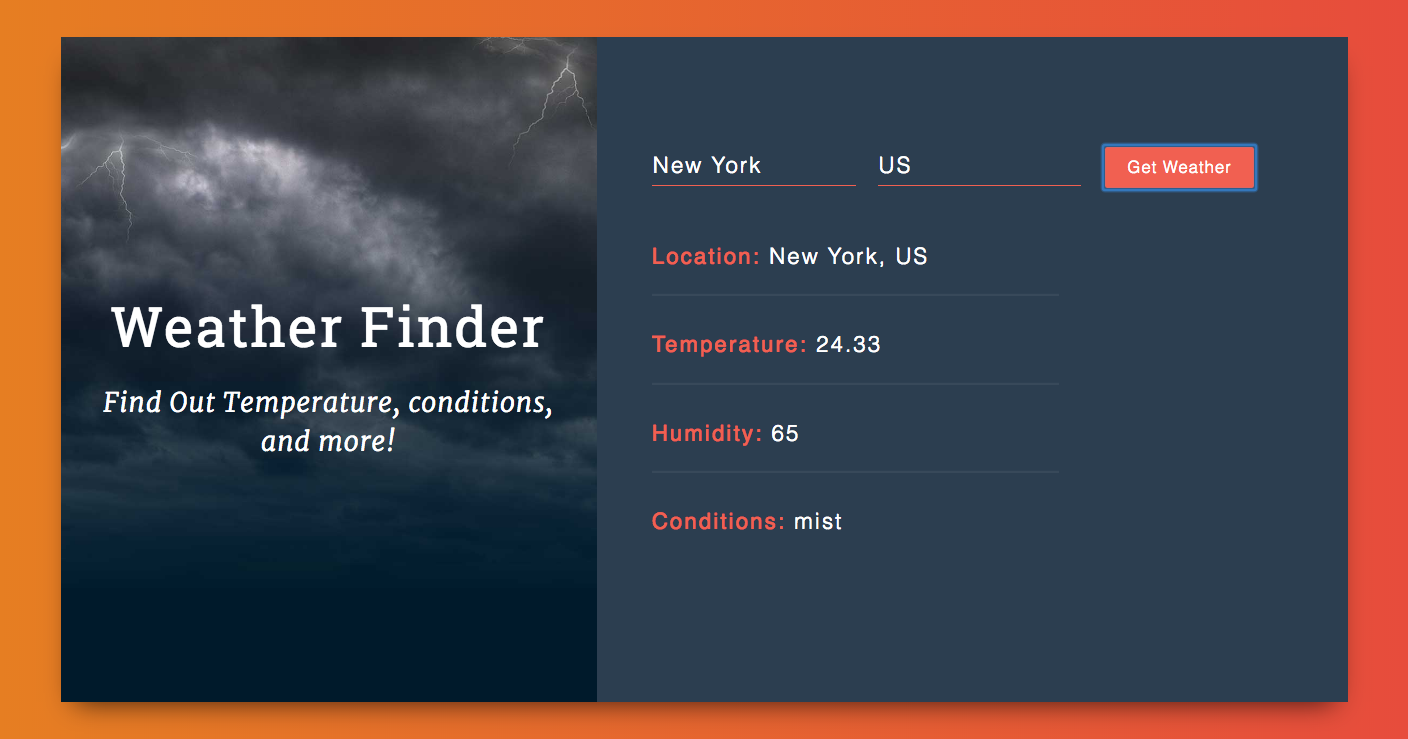 Weather Finder
Find Out Temperature, conditions,
and more!
New York
US
Get Weather
Location: New York, US
Temperature: 24.33
Humidity: 65
Conditions: mist